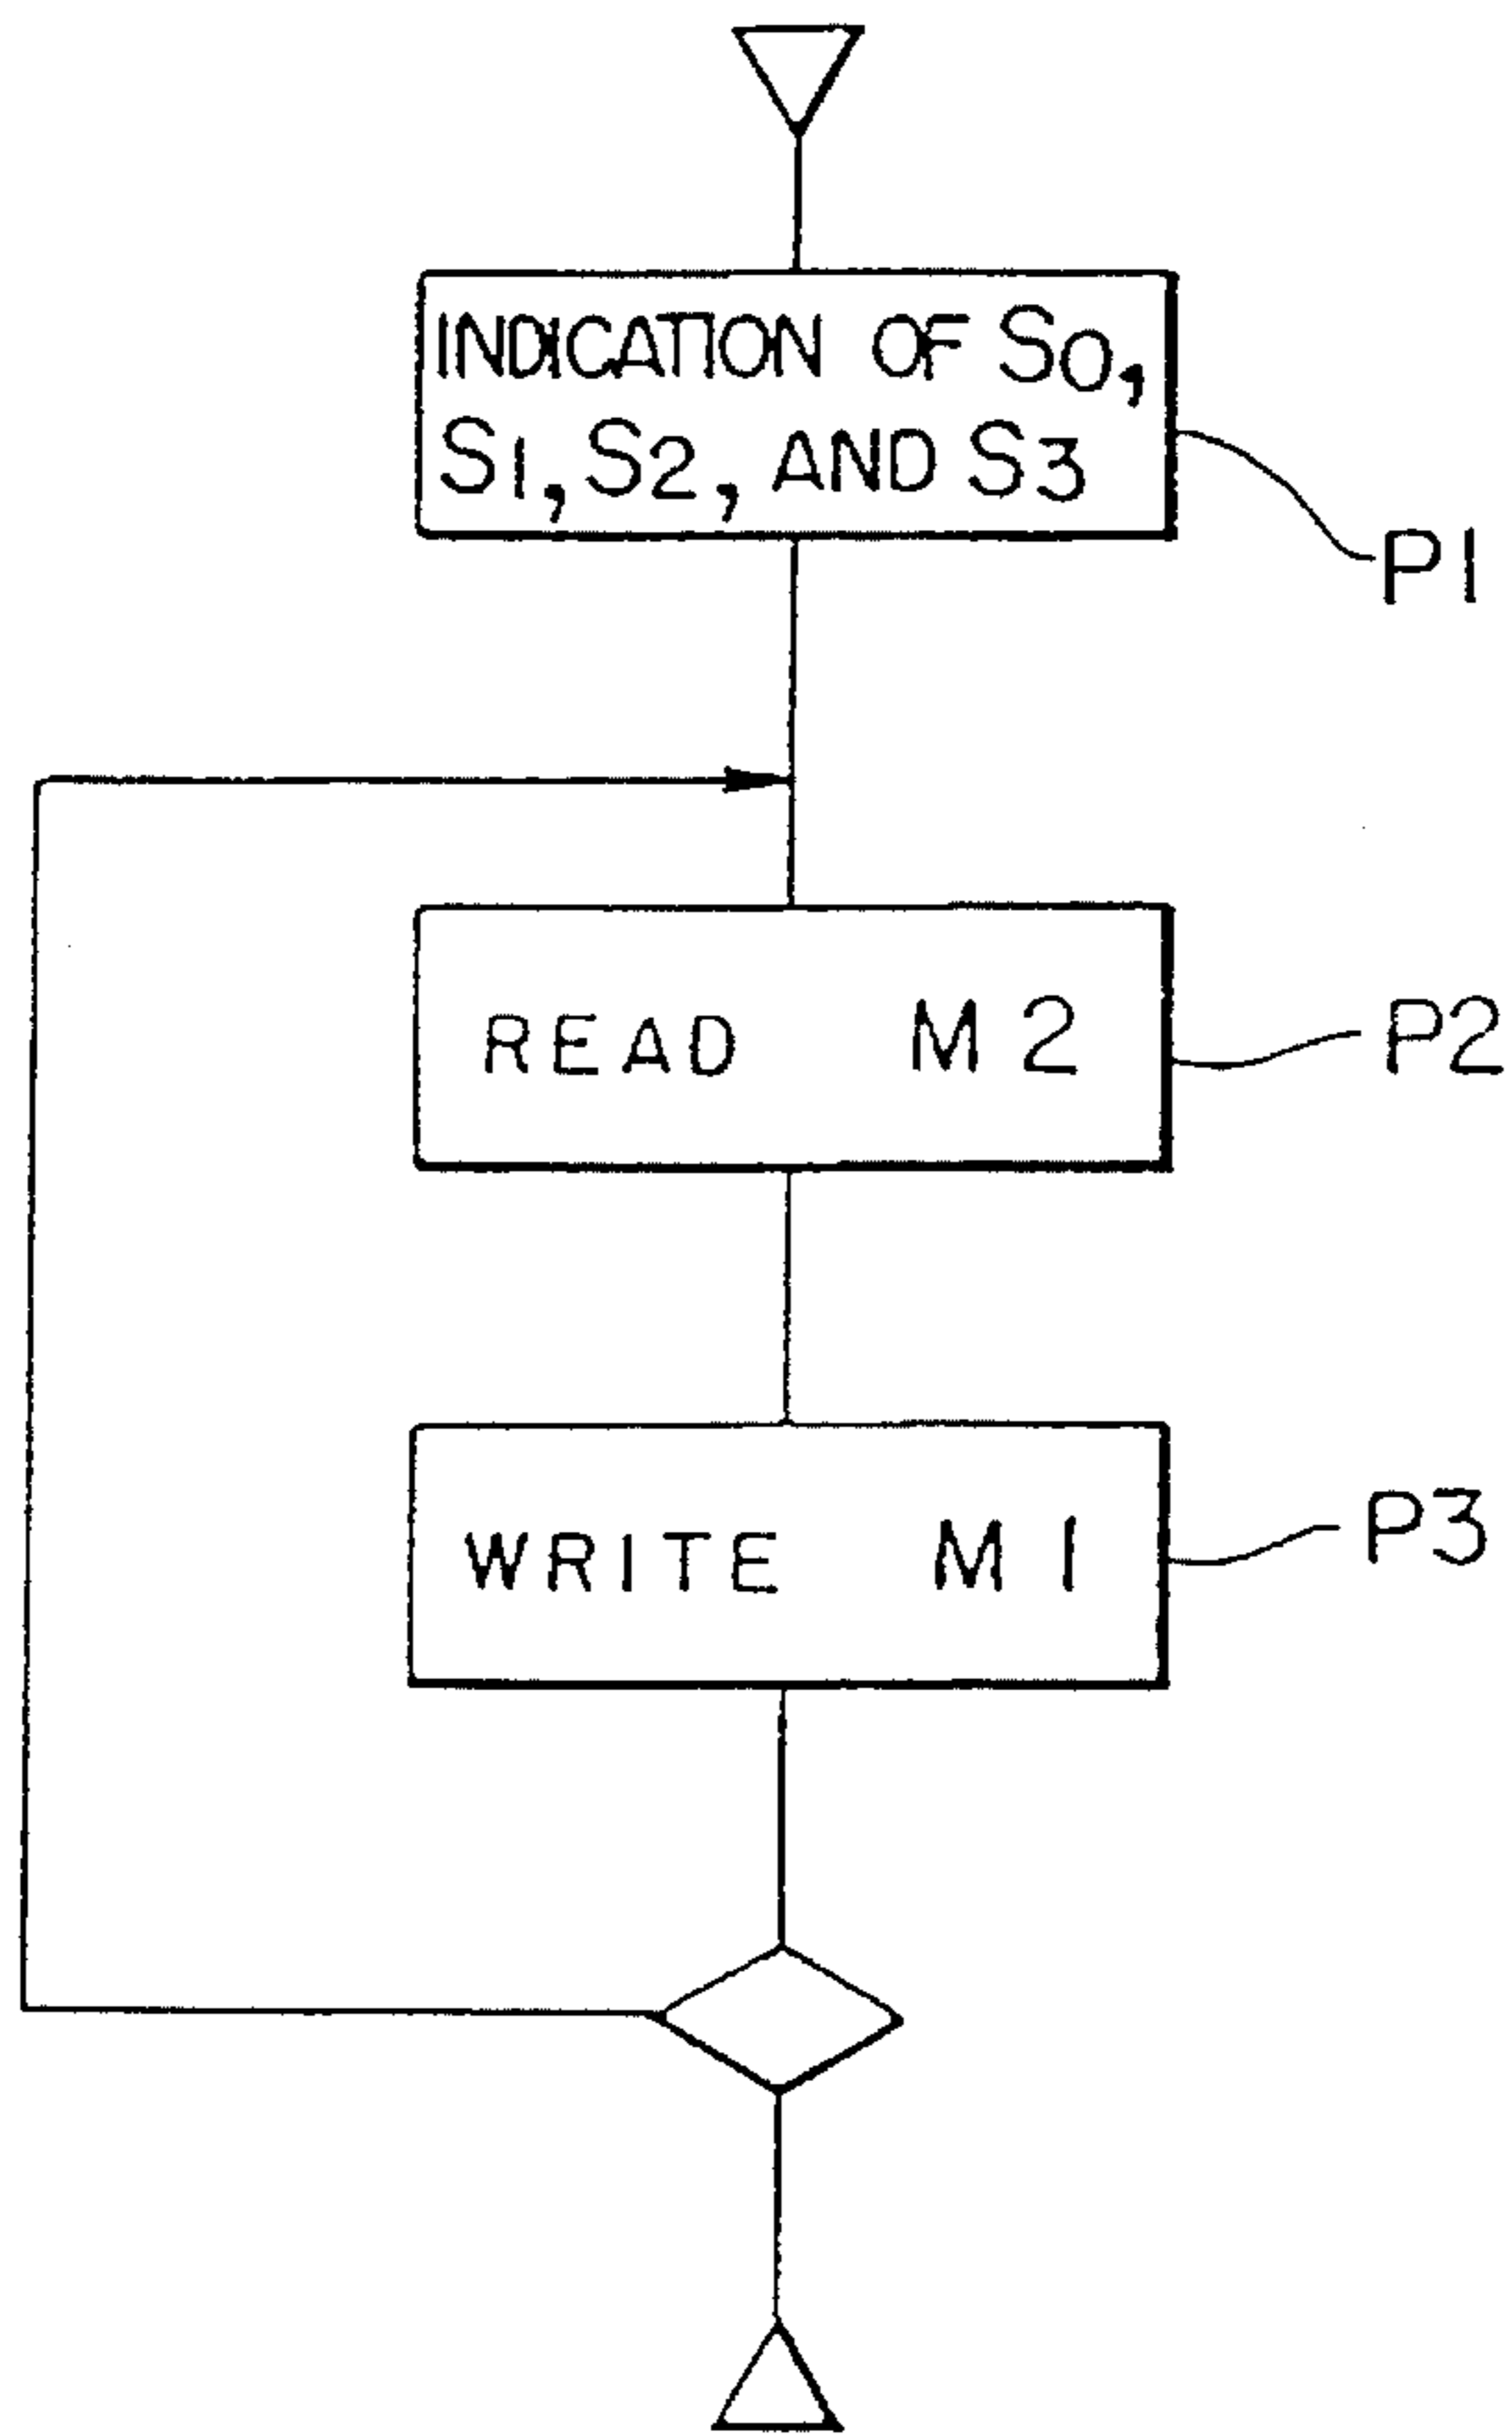 INDICATION OF S0,
S1, S2, AND S3
P1
READ M2
P2
WRITE M1
P3